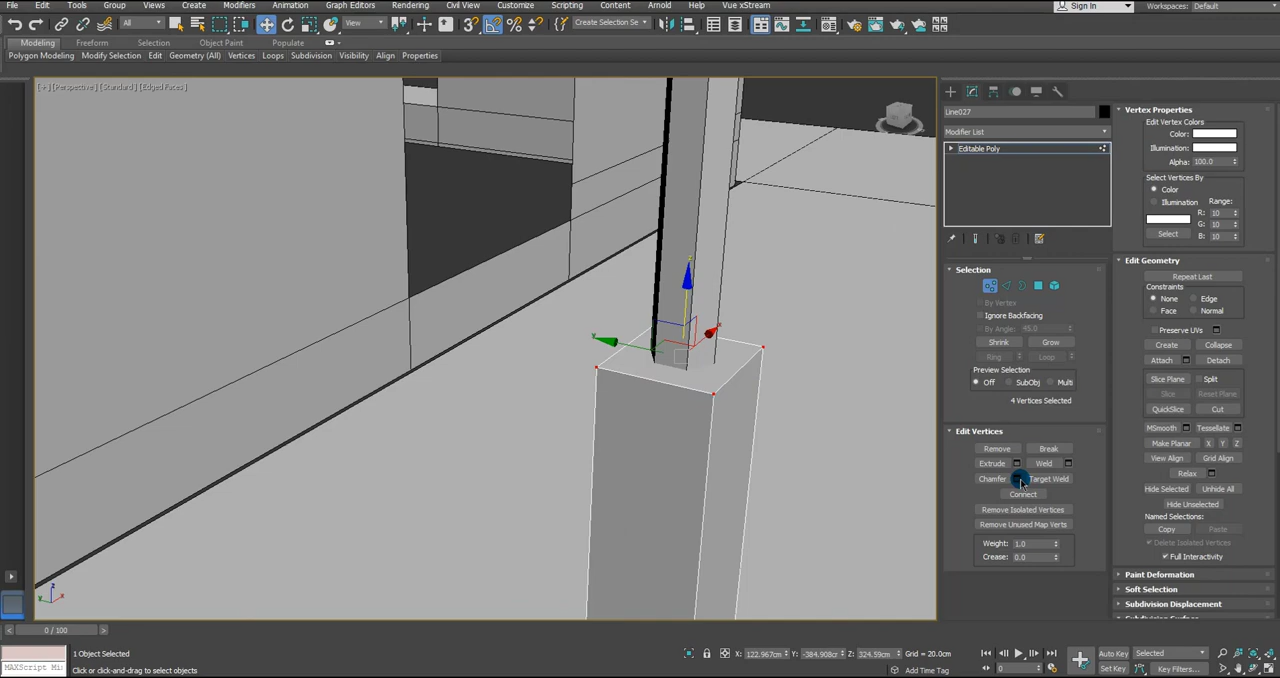 File Edit Tools Group Views Create Modifiers Animation Graph Editors Rendering Civil View Customize Scripting Content Arnold Help Vue xStream Sign In Workspaces: Default
All View Create Selection Se
Modeling Freeform Selection Object Paint Populate
Polygon Modeling Modify Selection Edit Geometry (All) Vertices Loops Subdivision Visibility Align Properties
[+] [Perspective] [Standard] [Edged Faces]
Line027
Modifier List
Editable Poly
Selection
By Vertex
Ignore Backfacing
By Angle: 45.0
Shrink Grow
Ring Loop
Preview Selection
Off SubObj Multi
4 Vertices Selected
Edit Vertices
Remove Break
Extrude Weld
Chamfer Target Weld
Connect
Remove Isolated Vertices
Remove Unused Map Verts
Weight: 1.0
Crease: 0.0
Vertex Properties
Edit Vertex Colors
Color:
Illumination:
Alpha: 100.0
Select Vertices By
Color
Illumination Range:
R: 10
G: 10
B: 10
Select
Edit Geometry
Repeat Last
Constraints
None Edge
Face Normal
Preserve UVs
Create Collapse
Attach Detach
Slice Plane Split
Slice Reset Plane
QuickSlice Cut
MSmooth Tessellate
Make Planar X Y Z
View Align Grid Align
Relax
Hide Selected Unhide All
Hide Unselected
Named Selections:
Copy Paste
Delete Isolated Vertices
Full Interactivity
Paint Deformation
Soft Selection
Subdivision Displacement
z
y
x
z
y
x
< 0 / 100 >
1 Object Selected
Click or click-and-drag to select objects
MAXScript Mi
X: 122.967cm Y: -384.908cm Z: 324.59cm Grid = 20.0cm
Add Time Tag
0
Auto Key Selected
Set Key Key Filters...